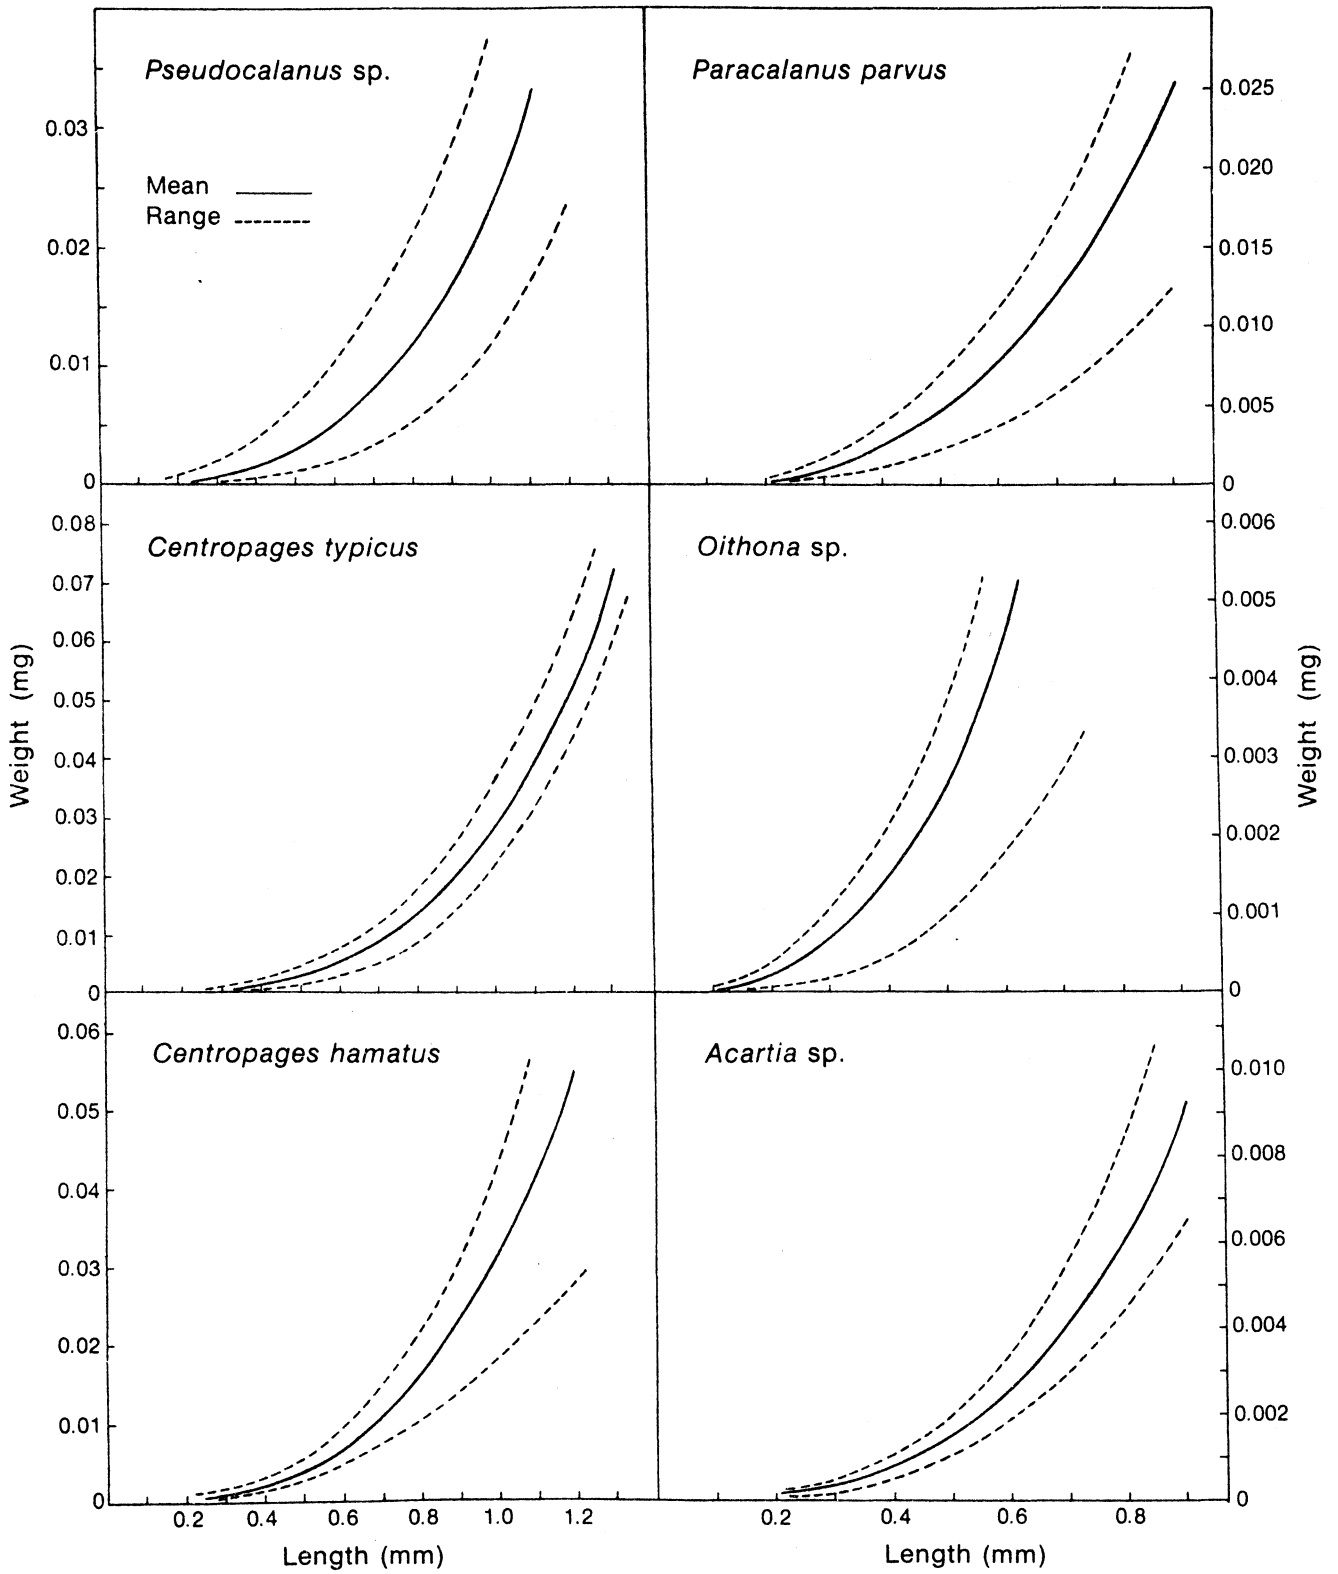 Pseudocalanus sp.
Mean
Range
0.03
0.02
0.01
0
Paracalanus parvus
0.025
0.020
0.015
0.010
0.005
0
Centropages typicus
0.08
0.07
0.06
0.05
0.04
0.03
0.02
0.01
0
Weight (mg)
Oithona sp.
0.006
0.005
0.004
0.003
0.002
0.001
0
Weight (mg)
Centropages hamatus
0.06
0.05
0.04
0.03
0.02
0.01
0
0.2 0.4 0.6 0.8 1.0 1.2
Length (mm)
Acartia sp.
0.010
0.008
0.006
0.004
0.002
0
0.2 0.4 0.6 0.8
Length (mm)